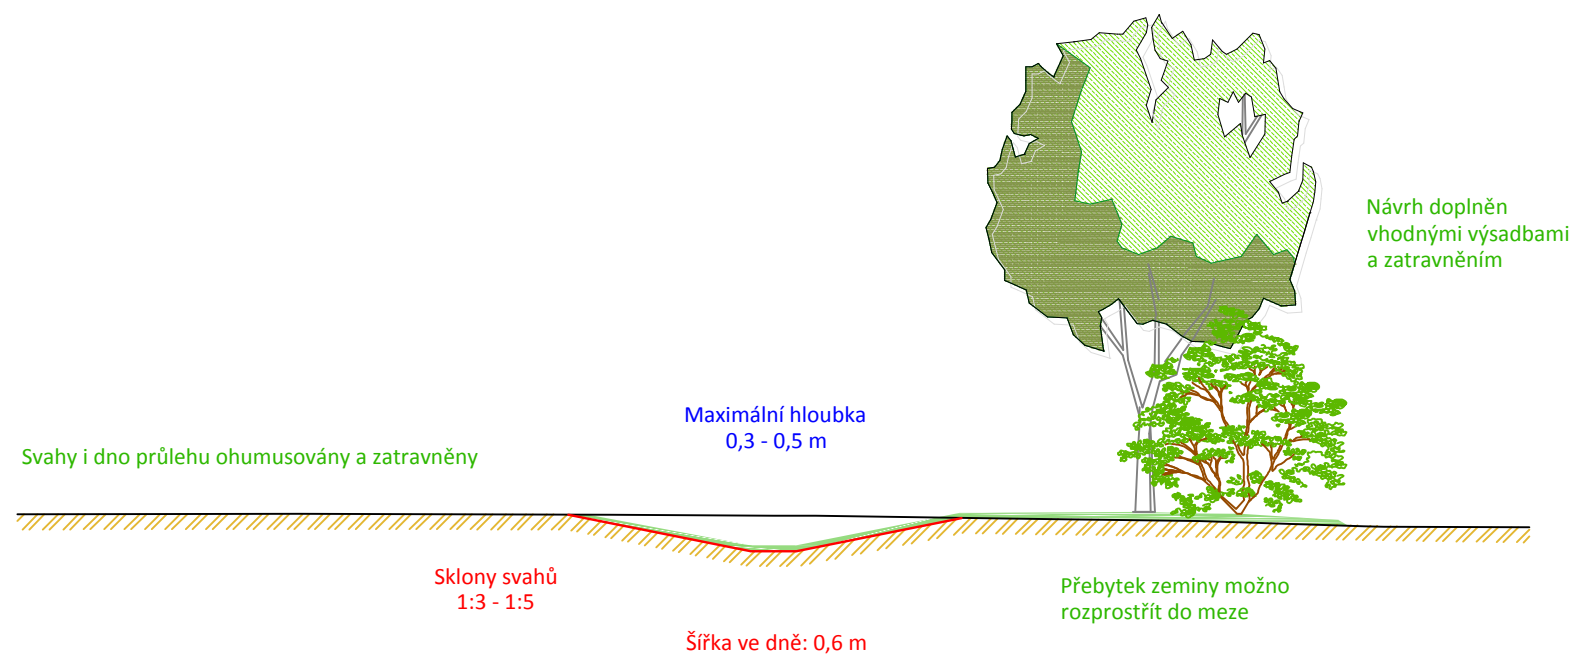 Návrh doplněn
vhodnými výsadbami
a zatravněním
Maximální hloubka
0,3 - 0,5 m
Svahy i dno průlehu ohumusovány a zatravněny
Sklony svahů
1:3 - 1:5
Přebytek zeminy možno
rozprostřít do meze
Šířka ve dně: 0,6 m